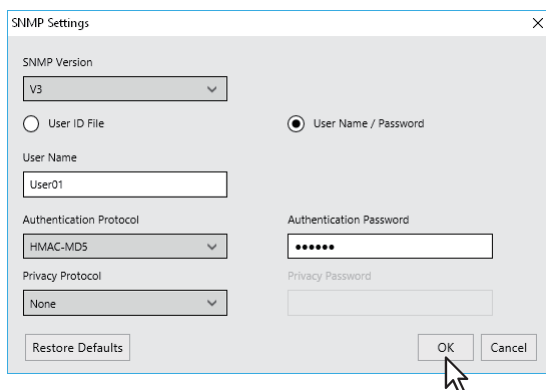 SNMP Settings
SNMP Version
V3
User ID File
User Name / Password
User Name
User01
Authentication Protocol
Authentication Password
HMAC-MD5
••••••
Privacy Protocol
Privacy Password
None
Restore Defaults
OK
Cancel